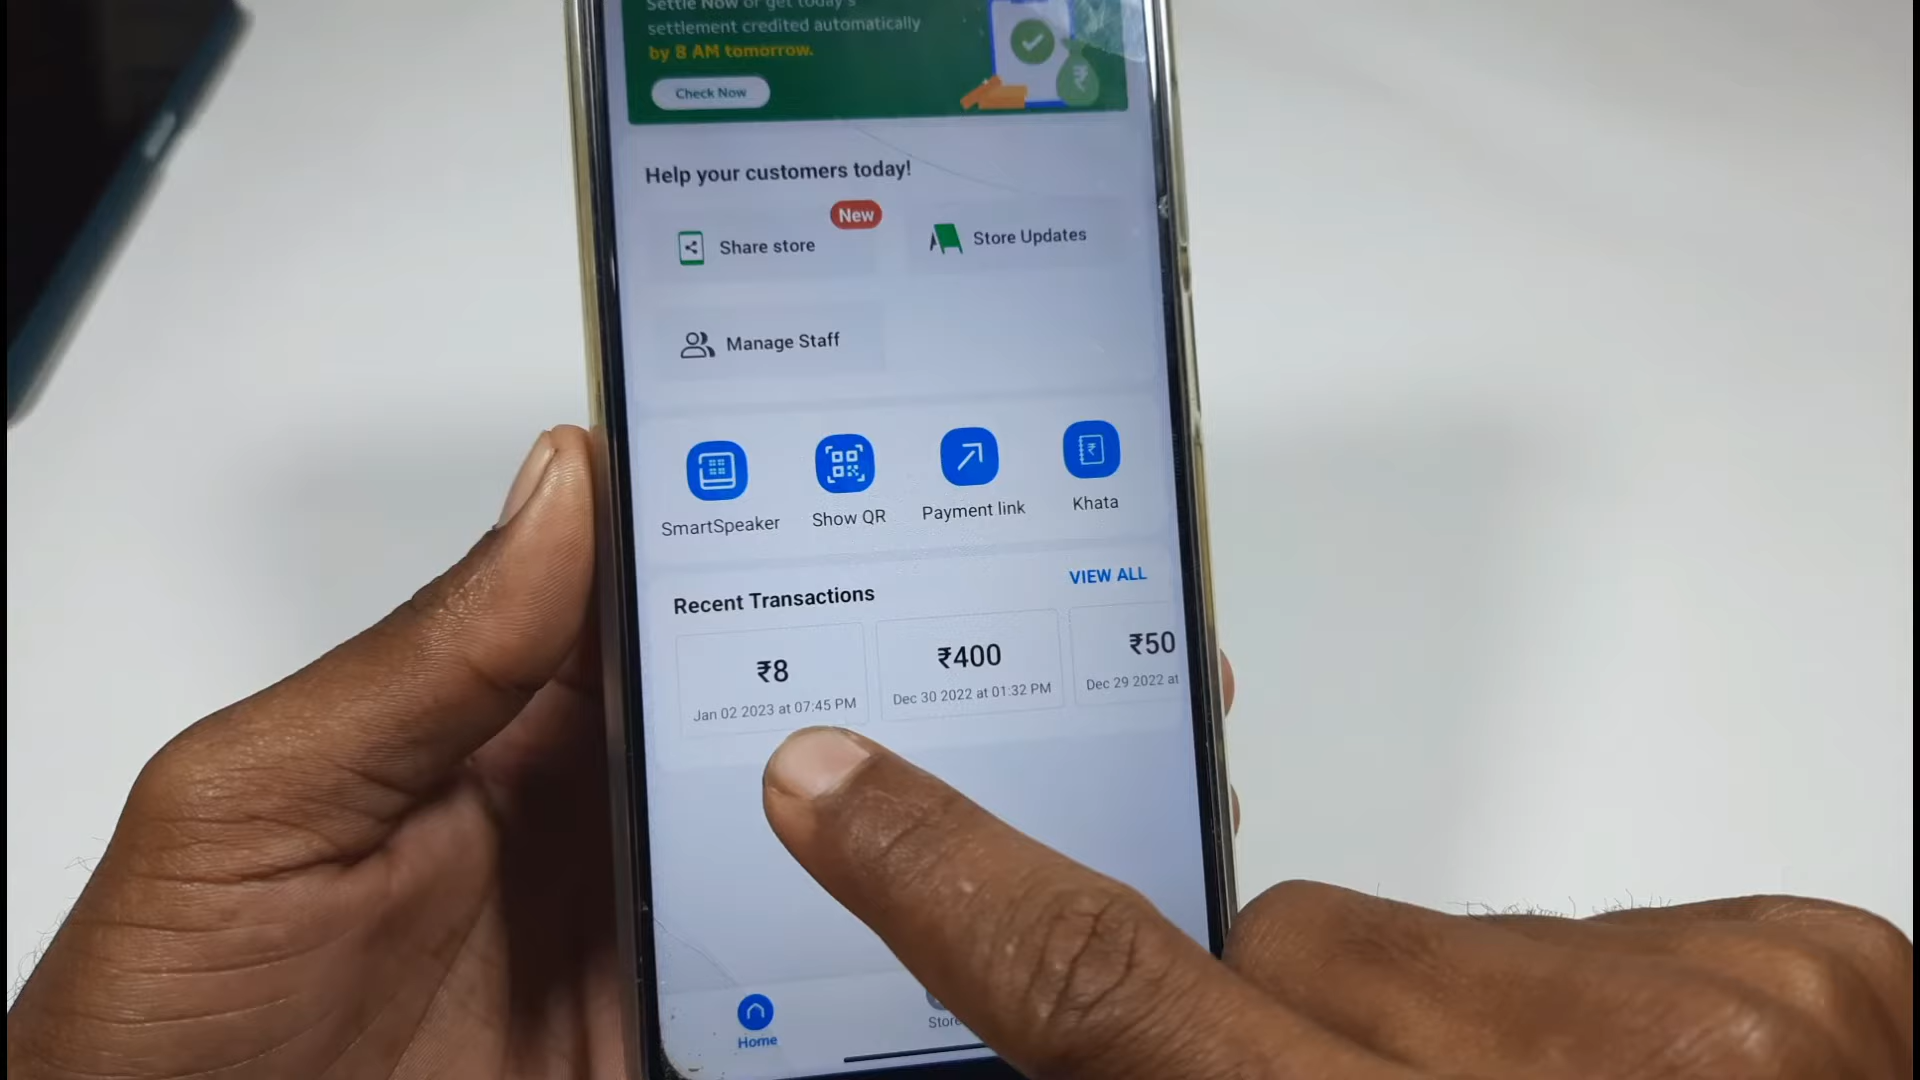 Settle Now or get today's
settlement credited automatically
by 8 AM tomorrow.
Check Now
Help your customers today!
New
Share store
Store Updates
Manage Staff
SmartSpeaker
Show QR
Payment link
Khata
Recent Transactions
VIEW ALL
₹8
₹400
₹50
Jan 02 2023 at 07:45 PM
Dec 30 2022 at 01:32 PM
Dec 29 2022 at
Home
Store